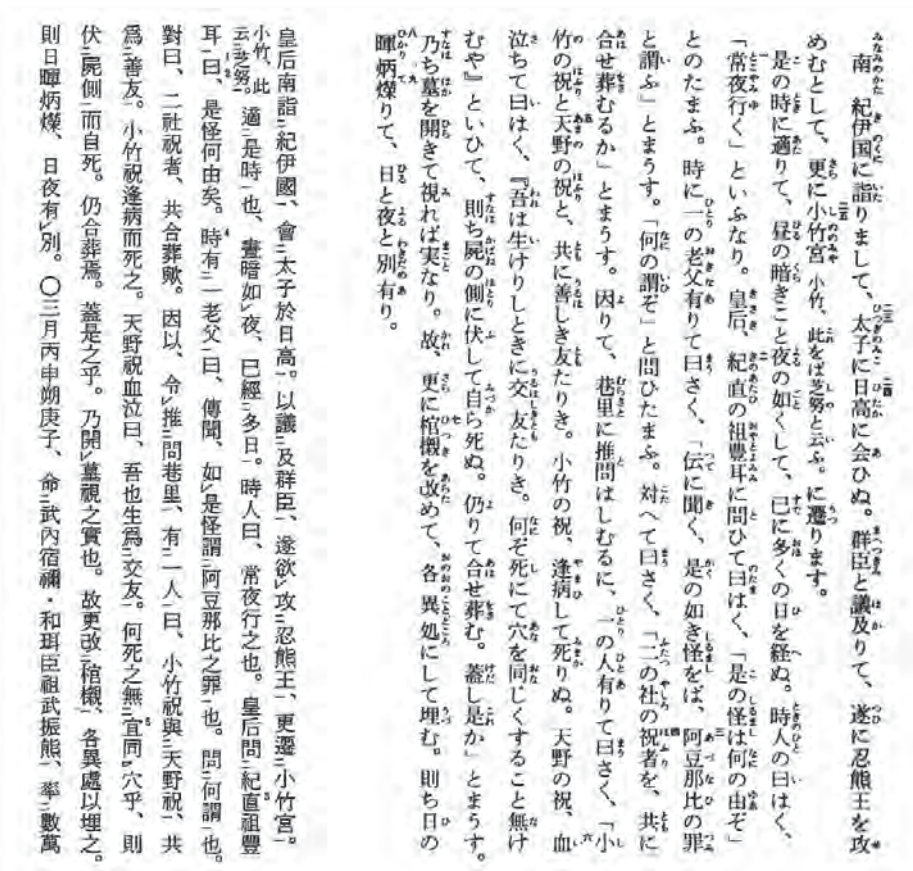 南紀伊国に詣りまして、太子に日高に会ひぬ。群臣と議及りて、遂に忍熊王を攻
めむとして、更に小竹宮 小竹、此をば芝努と云ふ。に遷ります。
是の時に適りて、昼の暗きこと夜の如くして、已に多くの日を経ぬ。時人の曰はく、
「常夜行く」といふなり。皇后、紀直の祖豊耳に問ひて曰はく、「是の怪は何の由ぞ」
とのたまふ。時に一の老父有りて曰さく、「伝に聞く、是の如き怪をば、阿豆那比の罪
と謂ふ」とまうす。「何の謂ぞ」と問ひたまふ。対へて曰さく、「二の社の祝者を、共に
合せ葬むるか」とまうす。因りて、巷里に推問はしむるに、一の人有りて曰さく、「小
竹の祝と天野の祝と、共に善しき友たりき。小竹の祝、逢病して死りぬ。天野の祝、血
泣ちて曰はく、『吾は生けりしときに交友たりき。何ぞ死にて穴を同じくすること無け
むや』といひて、則ち屍の側に伏して自ら死ぬ。仍りて合せ葬む。蓋し是か」とまうす。
乃ち墓を開きて視れば実なり。故、更に棺櫬を改めて、各異処にして埋む。則ち日の
暉炳爍りて、日と夜と別有り。
皇后南詣紀伊國、會太子於日高。以議及群臣、遂欲攻忍熊王、更遷小竹宮。
小竹、此云芝努。適是時也、晝暗如夜、已經多日。時人曰、常夜行之也。皇后問紀直祖豐
耳曰、是怪何由矣。時有一老父曰、傳聞、如是怪謂阿豆那比之罪也。問何謂也。
對曰、二社祝者、共合葬歟。因以、令推問巷里、有一人曰、小竹祝與天野祝、共
爲善友。小竹祝逢病而死之。天野祝血泣曰、吾也生爲交友。何死之無宜同穴乎、則
伏屍側而自死。仍合葬焉。蓋是之乎。乃開墓視之實也。故更改棺櫬、各異處以埋之。
則日暉炳爍、日夜有別。〇三月丙申朔庚子、命武內宿禰・和珥臣祖武振熊、率數萬